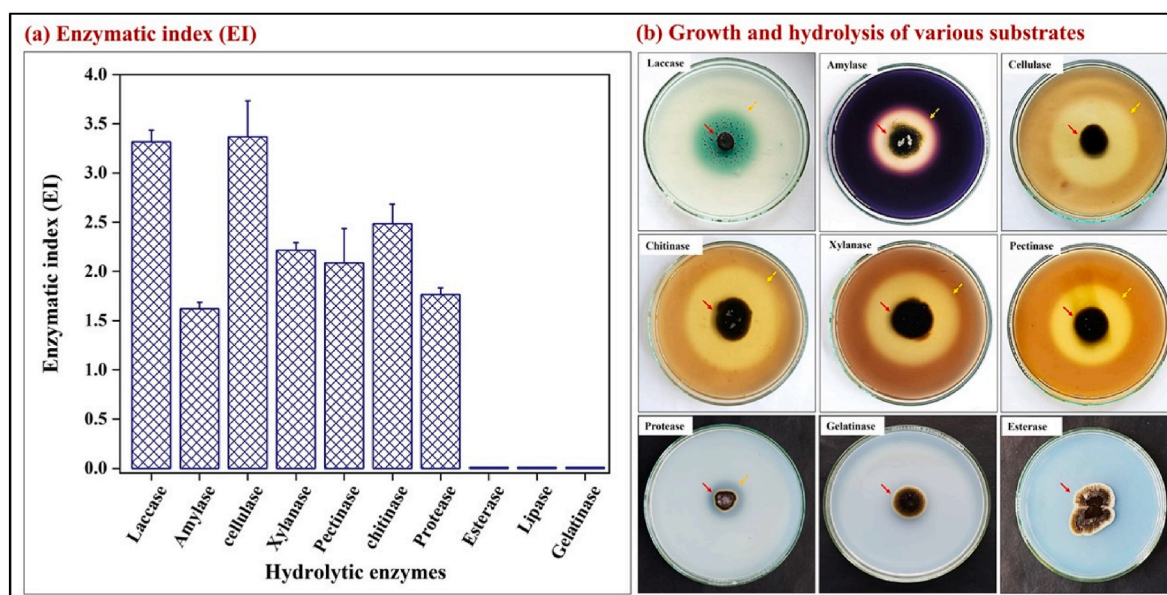 (a) Enzymatic index (EI)
Enzymatic index (EI)
4.0
3.5
3.0
2.5
2.0
1.5
1.0
0.5
0.0
Laccase
Amylase
cellulase
Xylanase
Pectinase
chitinase
Protease
Esterase
Lipase
Gelatinase
Hydrolytic enzymes
(b) Growth and hydrolysis of various substrates
Laccase
Amylase
Cellulase
Chitinase
Xylanase
Pectinase
Protease
Gelatinase
Esterase